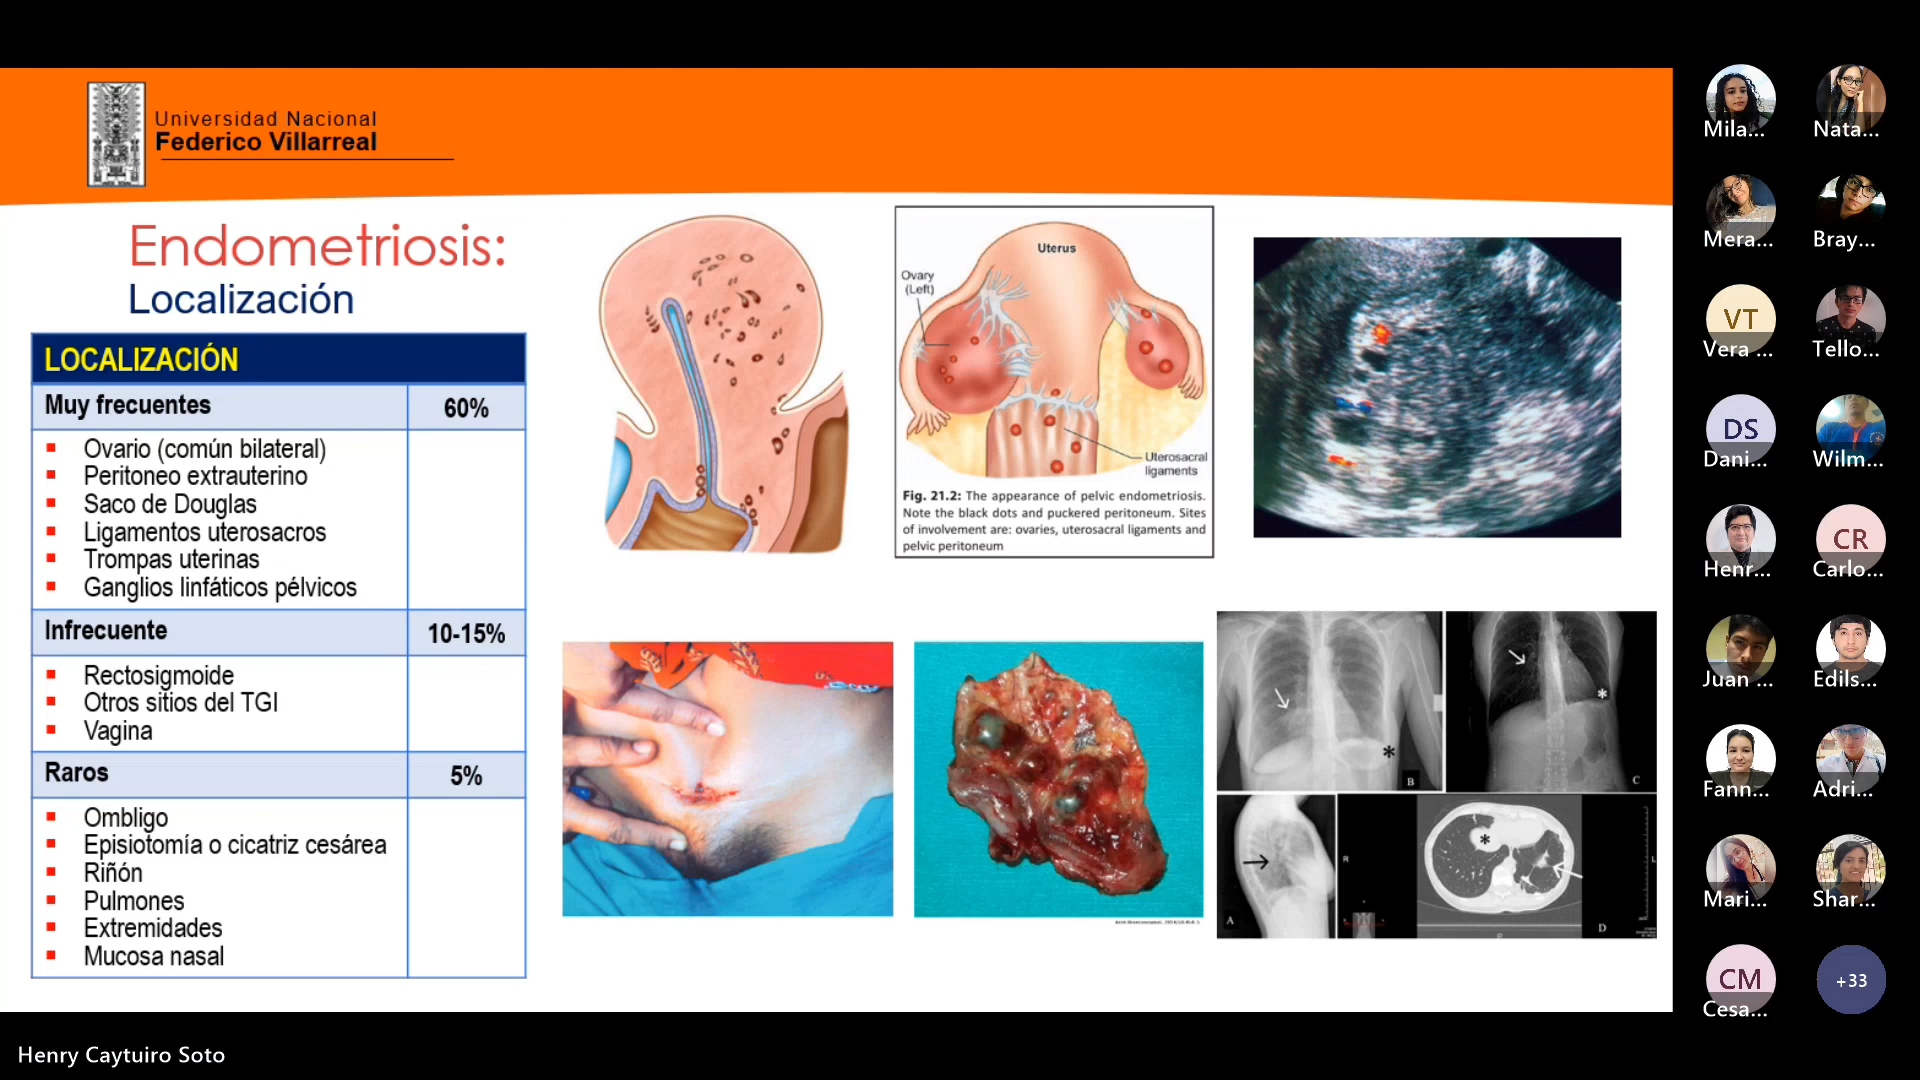 Universidad Nacional
Federico Villarreal
Endometriosis:
Localización
LOCALIZACIÓN
Muy frecuentes 60%
Ovario (común bilateral)
Peritoneo extrauterino
Saco de Douglas
Ligamentos uterosacros
Trompas uterinas
Ganglios linfáticos pélvicos
Infrecuente 10-15%
Rectosigmoide
Otros sitios del TGI
Vagina
Raros 5%
Ombligo
Episiotomía o cicatriz cesárea
Riñón
Pulmones
Extremidades
Mucosa nasal
Uterus
Ovary
(Left)
Uterosacral
ligaments
Fig. 21.2: The appearance of pelvic endometriosis.
Note the black dots and puckered peritoneum. Sites
of involvement are: ovaries, uterosacral ligaments and
pelvic peritoneum
* B
* C
A
R
* L
D
Mila... Nata...
Mera... Bray...
VT
Vera ... Tello...
DS
Dani... Wilm...
CR
Henr... Carlo...
Juan ... Edils...
Fann... Adri...
Mari... Shar...
CM +33
Cesa...
Henry Caytuiro Soto